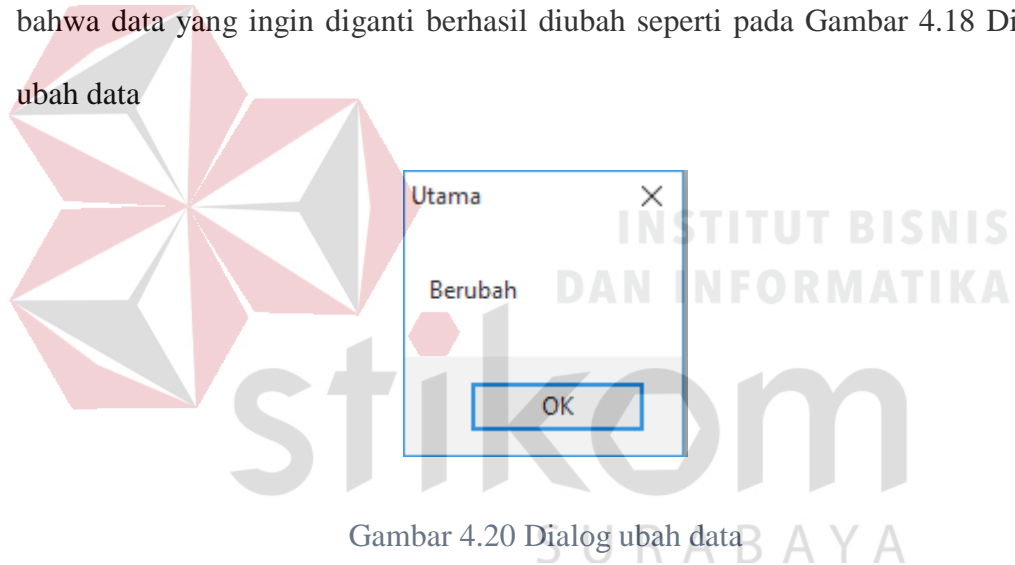 bahwa data yang ingin diganti berhasil diubah seperti pada Gambar 4.18 Di
ubah data
Utama
INSTITUT BISNIS
DAN INFORMATIKA
Berubah
stikom
OK
Gambar 4.20 Dialog ubah data
SURABAYA